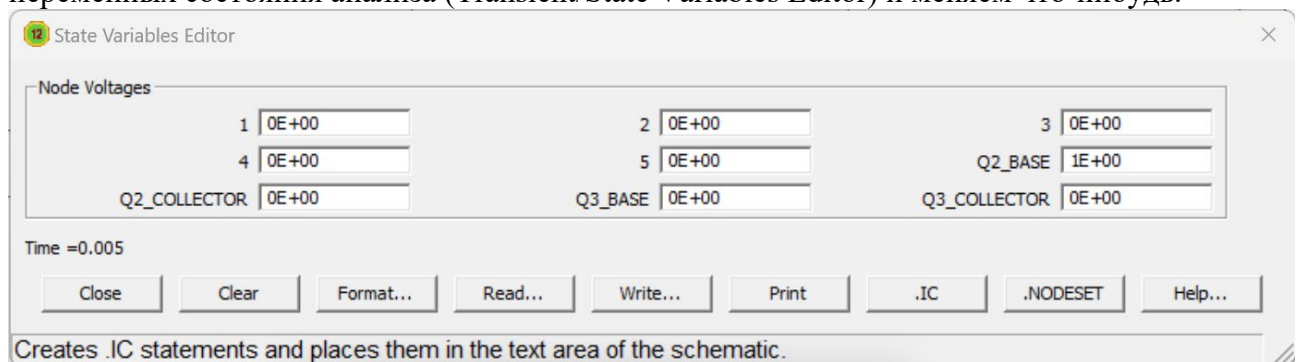 переменных состояния анализа (Transient/State Variables Editor) и меняем что-нибудь.
12 State Variables Editor
Node Voltages
1 0E+00 2 0E+00 3 0E+00
4 0E+00 5 0E+00 Q2_BASE 1E+00
Q2_COLLECTOR 0E+00 Q3_BASE 0E+00 Q3_COLLECTOR 0E+00
Time =0.005
Close Clear Format... Read... Write... Print .IC .NODESET Help...
Creates .IC statements and places them in the text area of the schematic.